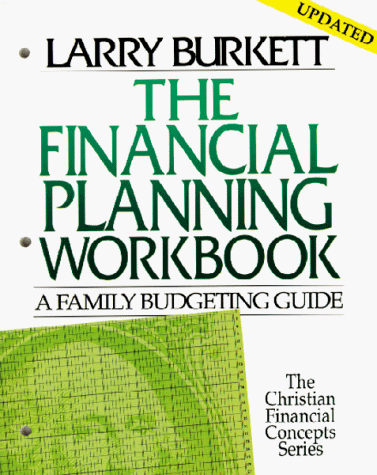 UPDATED
LARRY BURKETT
THE
FINANCIAL
PLANNING
WORKBOOK
A FAMILY BUDGETING GUIDE
The
Christian
Financial
Concepts
Series